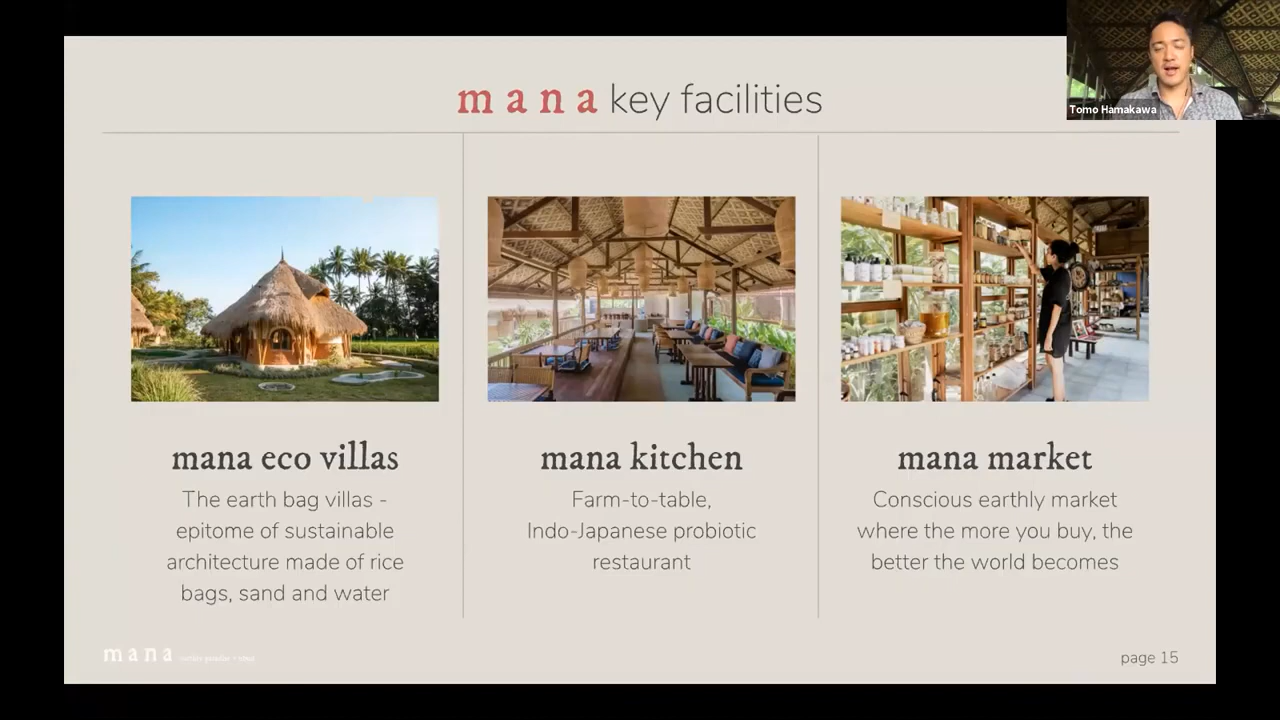 mana key facilities
Tomo Hamakawa
mana eco villas
The earth bag villas -
epitome of sustainable
architecture made of rice
bags, sand and water
mana kitchen
Farm-to-table,
Indo-Japanese probiotic
restaurant
mana market
Conscious earthly market
where the more you buy, the
better the world becomes
mana
page 15